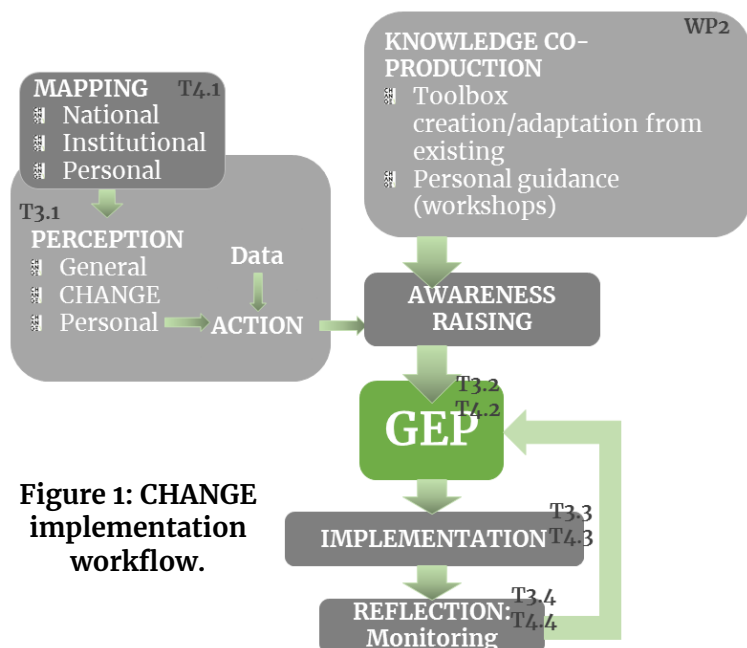 WP2
KNOWLEDGE CO-
PRODUCTION
Toolbox
creation/adaptation from
existing
Personal guidance
(workshops)
MAPPING T4.1
National
Institutional
Personal
T3.1
PERCEPTION
General
CHANGE
Personal
Data
ACTION
AWARENESS
RAISING
T3.2
T4.2
GEP
Figure 1: CHANGE
implementation
workflow.
T3.3
IMPLEMENTATION T4.3
T3.4
REFLECTION: T4.4
Monitoring